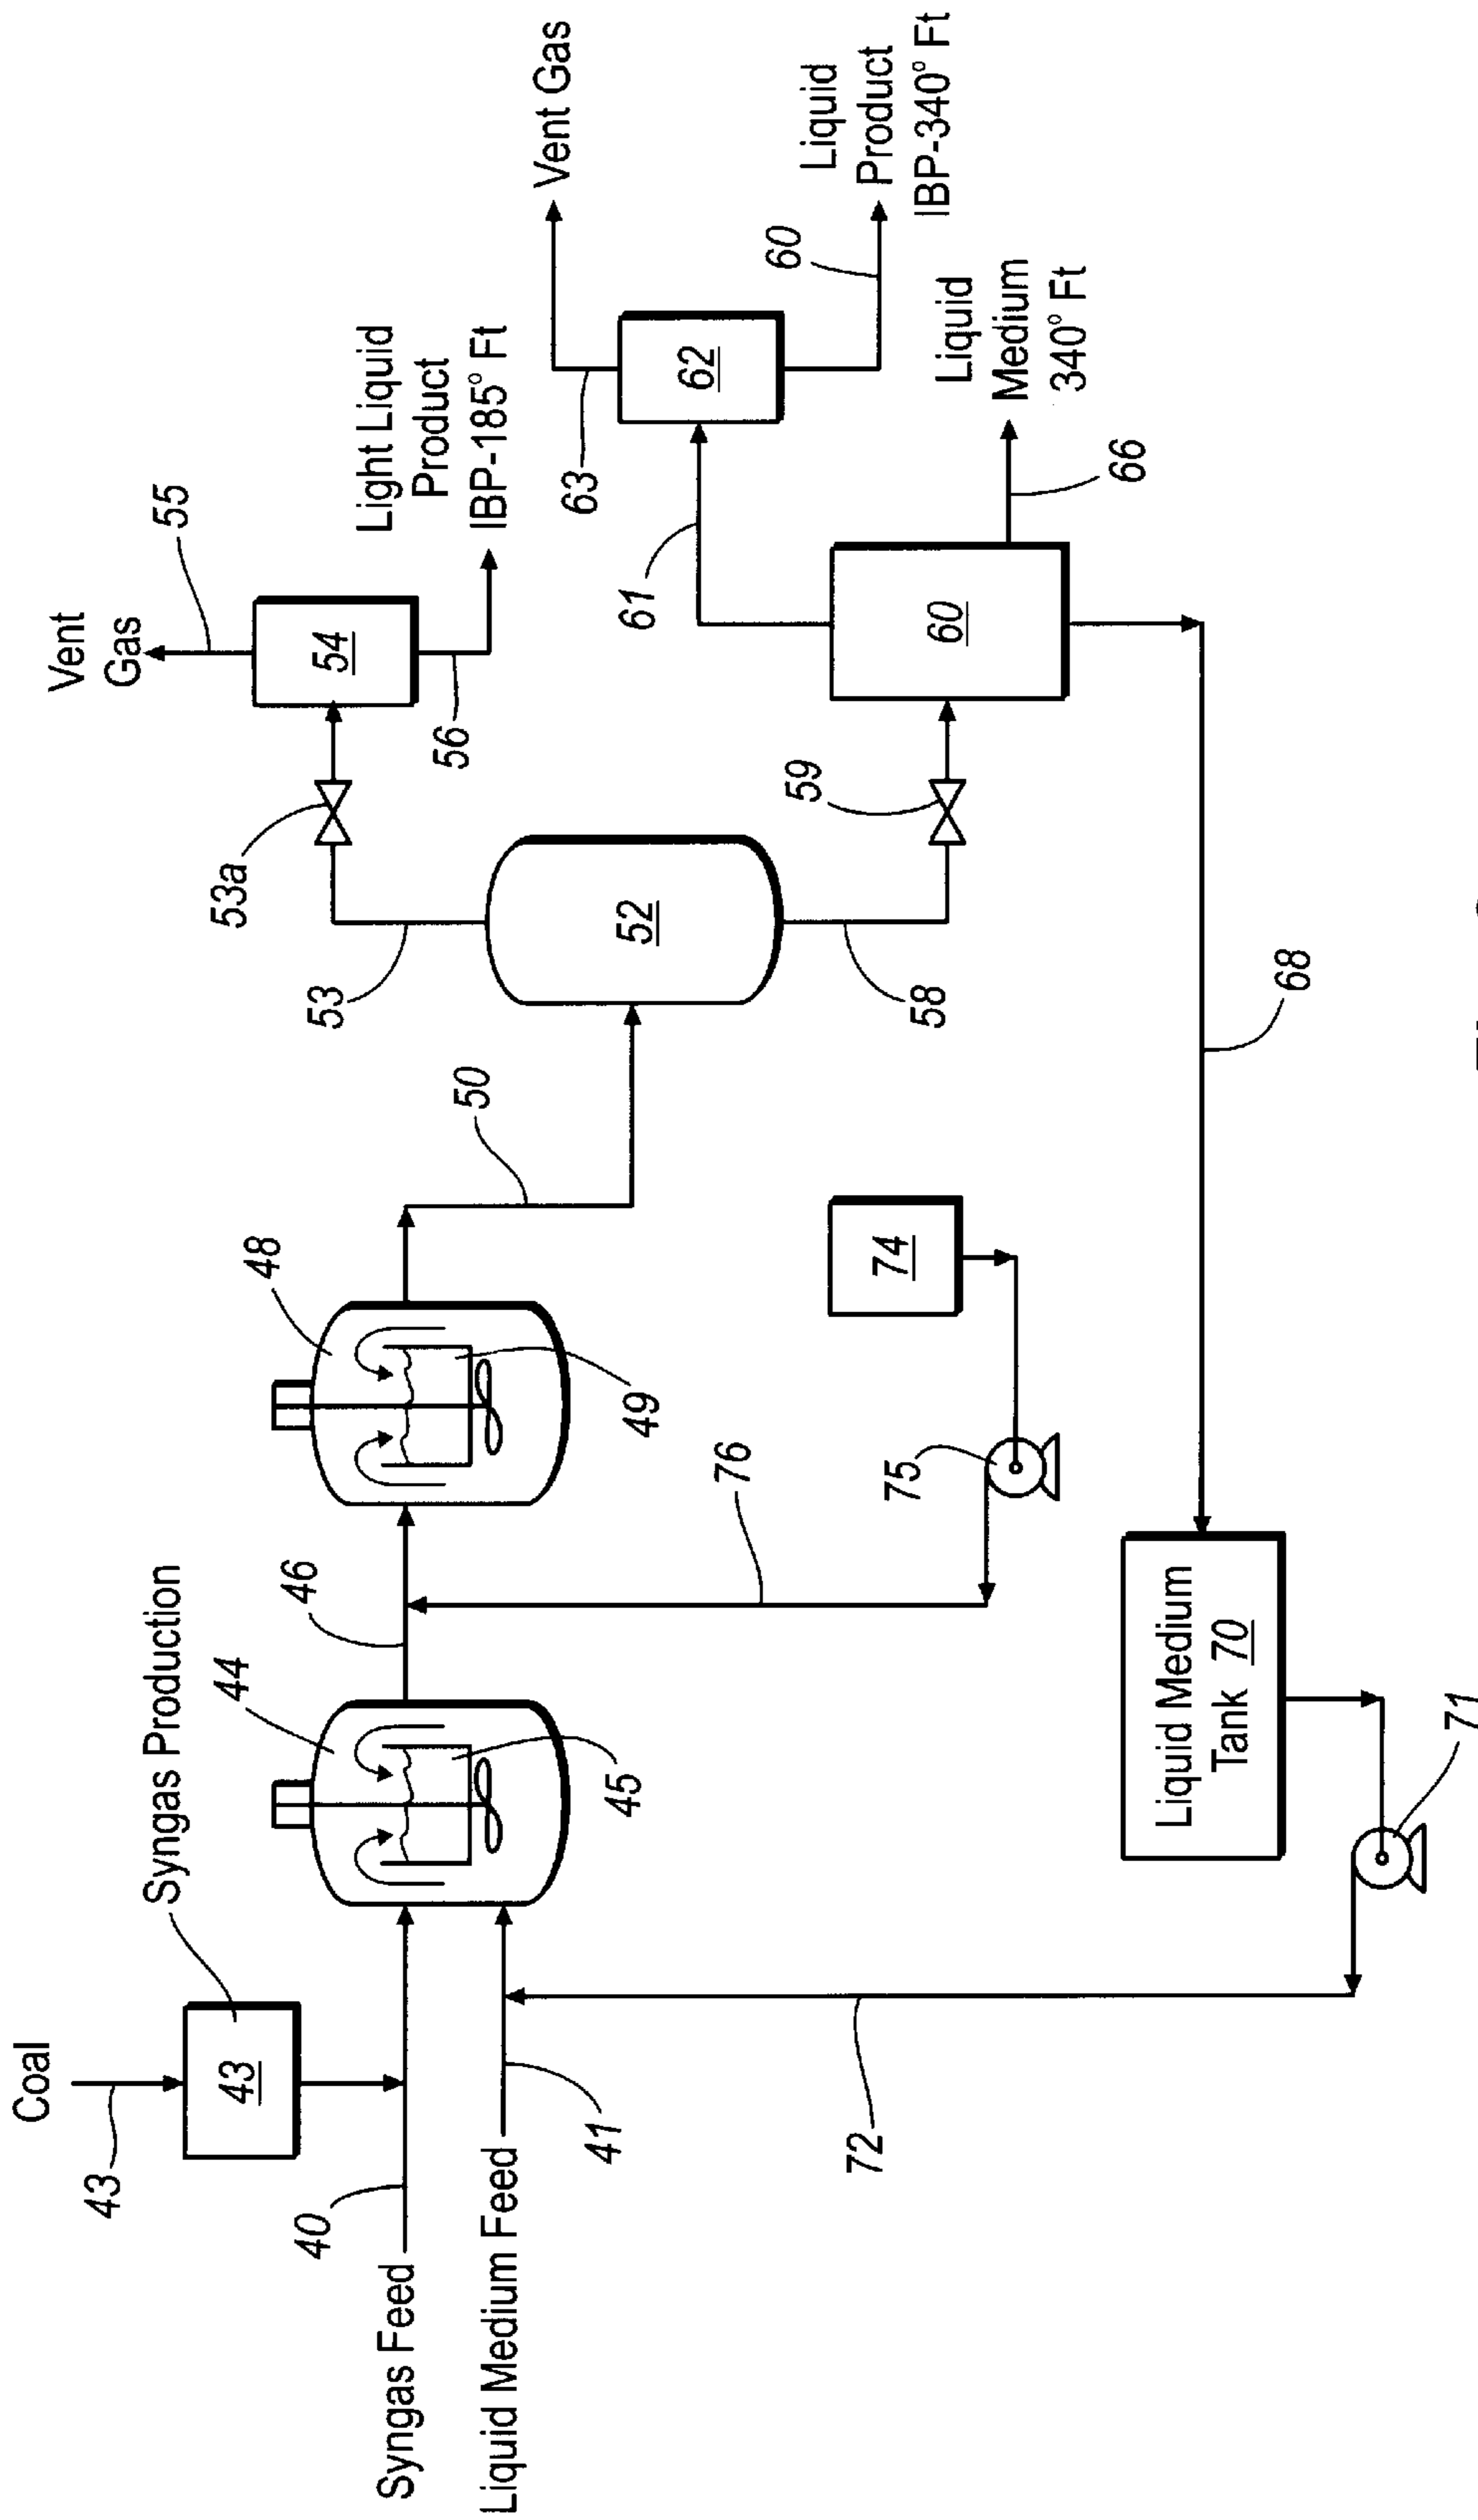 Coal
43
43
Syngas Production
40
Syngas Feed
Liquid Medium Feed
41
44
45
46
48
49
50
72
76
75
74
52
53
53a
54
Vent
Gas
55
56
Light Liquid
Product
IBP-185° Ft
58
59
60
61
62
63
Vent Gas
60
Liquid
Product
IBP-340° Ft
Liquid
Medium
340° Ft
66
68
Liquid Medium
Tank 70
71